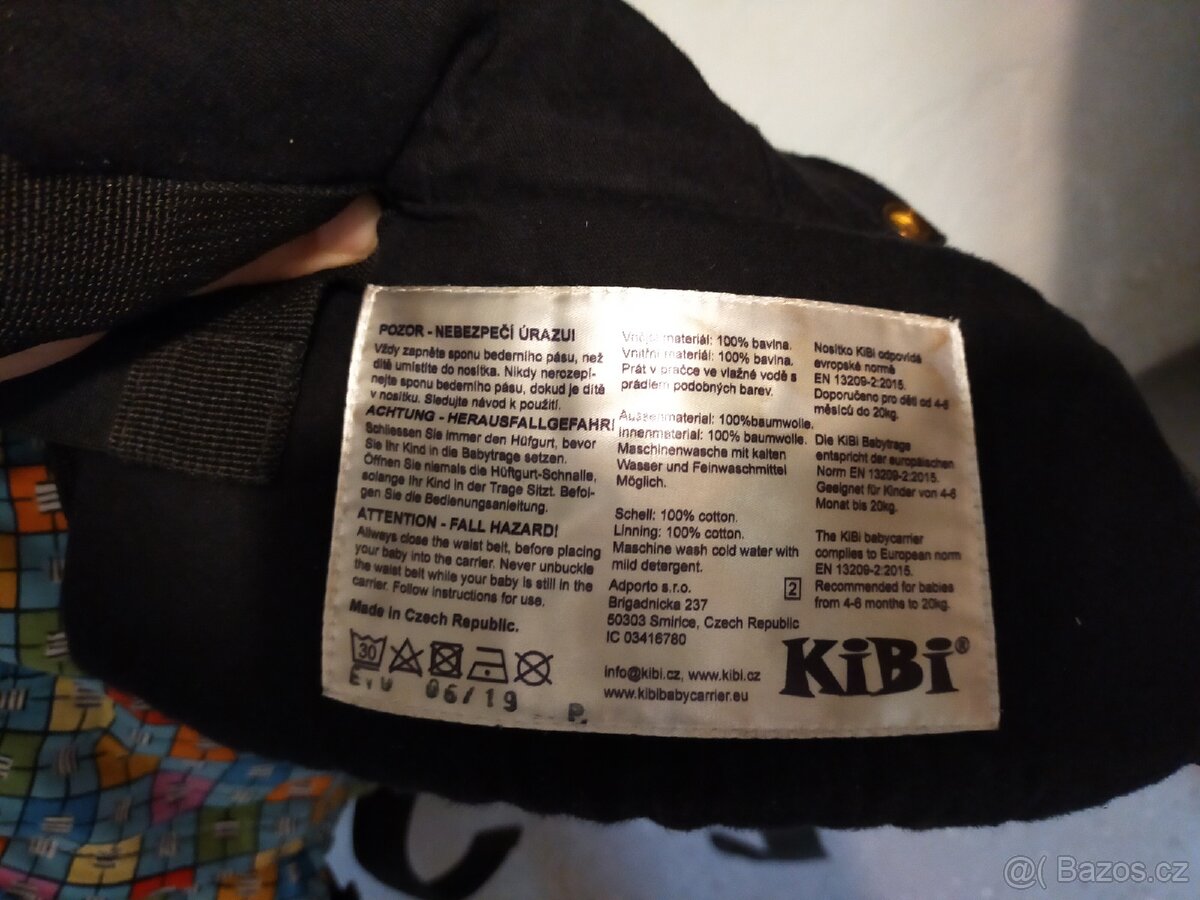 POZOR - NEBEZPEČÍ ÚRAZU!
Vždy zapněte sponu bederního pásu, než
dítě umístíte do nosítka. Nikdy nerozepí-
nejte sponu bederního pásu, dokud je dítě
v nosítku. Sledujte návod k použití.
ACHTUNG - HERAUSFALLGEFAHR!
Schliessen Sie immer den Hüfgurt, bevor
Sie Ihr Kind in die Babytrage setzen.
Öffnen Sie niemals die Hüftgurt-Schnalle,
solange Ihr Kind in der Trage Sitzt. Befol-
gen Sie die Bedienungsanleitung.
ATTENTION - FALL HAZARD!
Always close the waist belt, before placing
your baby into the carrier. Never unbuckle
the waist belt while your baby is still in the
carrier. Follow instructions for use.
Made in Czech Republic.
30
06/19 P.
Vnější materiál: 100% bavlna.
Vnitřní materiál: 100% bavlna.
Prát v pračce ve vlažné vodě s
prádlem podobných barev.
Aussenmaterial: 100%baumwolle.
Innenmaterial: 100% baumwolle.
Maschinenwasche mit kalten
Wasser und Feinwaschmittel
Möglich.
Schell: 100% cotton.
Linning: 100% cotton.
Machine wash cold water with
mild detergent.
Adporto s.r.o.
Brigadnicka 237
50303 Smirice, Czech Republic
IC 03416780
info@kibi.cz, www.kibi.cz
www.kibibabycarrier.eu
Nosítko KiBi odpovídá
evropské normě
EN 13209-2:2015.
Doporučeno pro děti od 4-6
měsíců do 20kg.
Die KiBi Babytrage
entspricht der europäischen
Norm EN 13209-2:2015.
Geeignet für Kinder von 4-6
Monat bis 20kg.
The KiBi babycarrier
complies to European norm
EN 13209-2:2015.
2
Recommended for babies
from 4-6 months to 20kg.
KiBi®
@( Bazos.cz